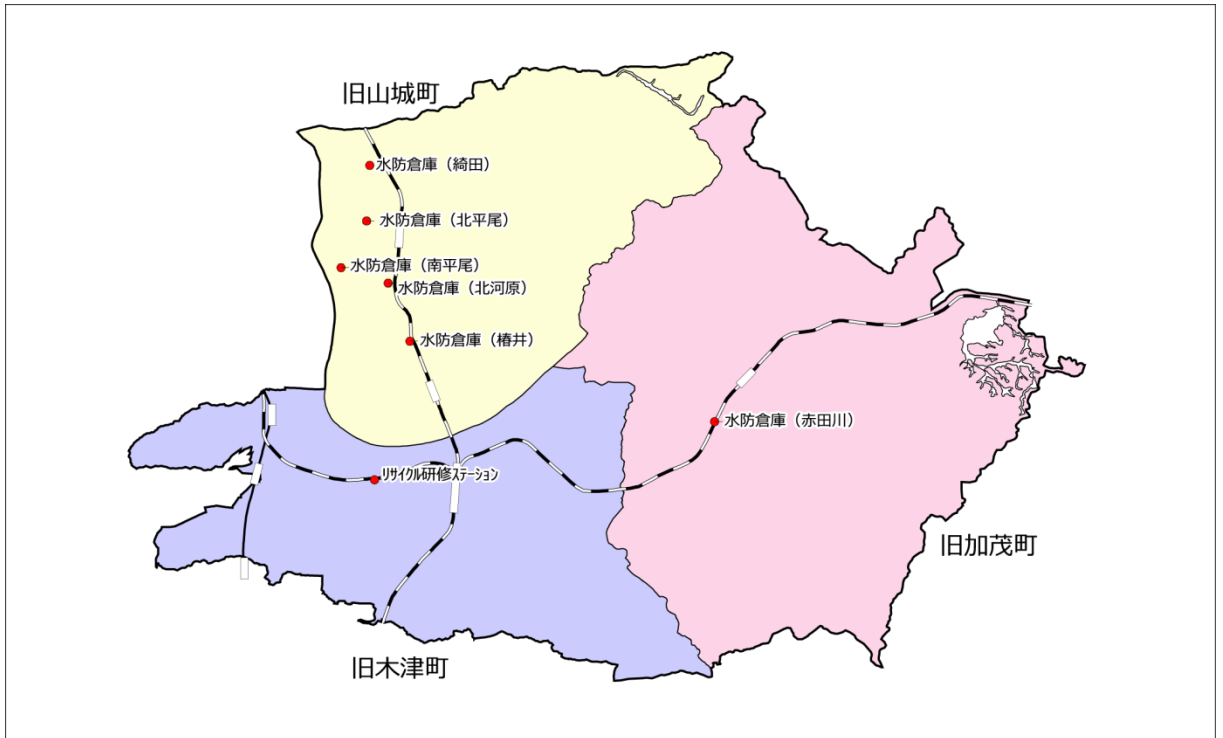 旧山城町
水防倉庫（綺田）
水防倉庫（北平尾）
水防倉庫（南平尾）
水防倉庫（北河原）
水防倉庫（椿井）
水防倉庫（赤田川）
ﾘｻｲｸﾙ研修ｽﾃｰｼｮﾝ
旧加茂町
旧木津町